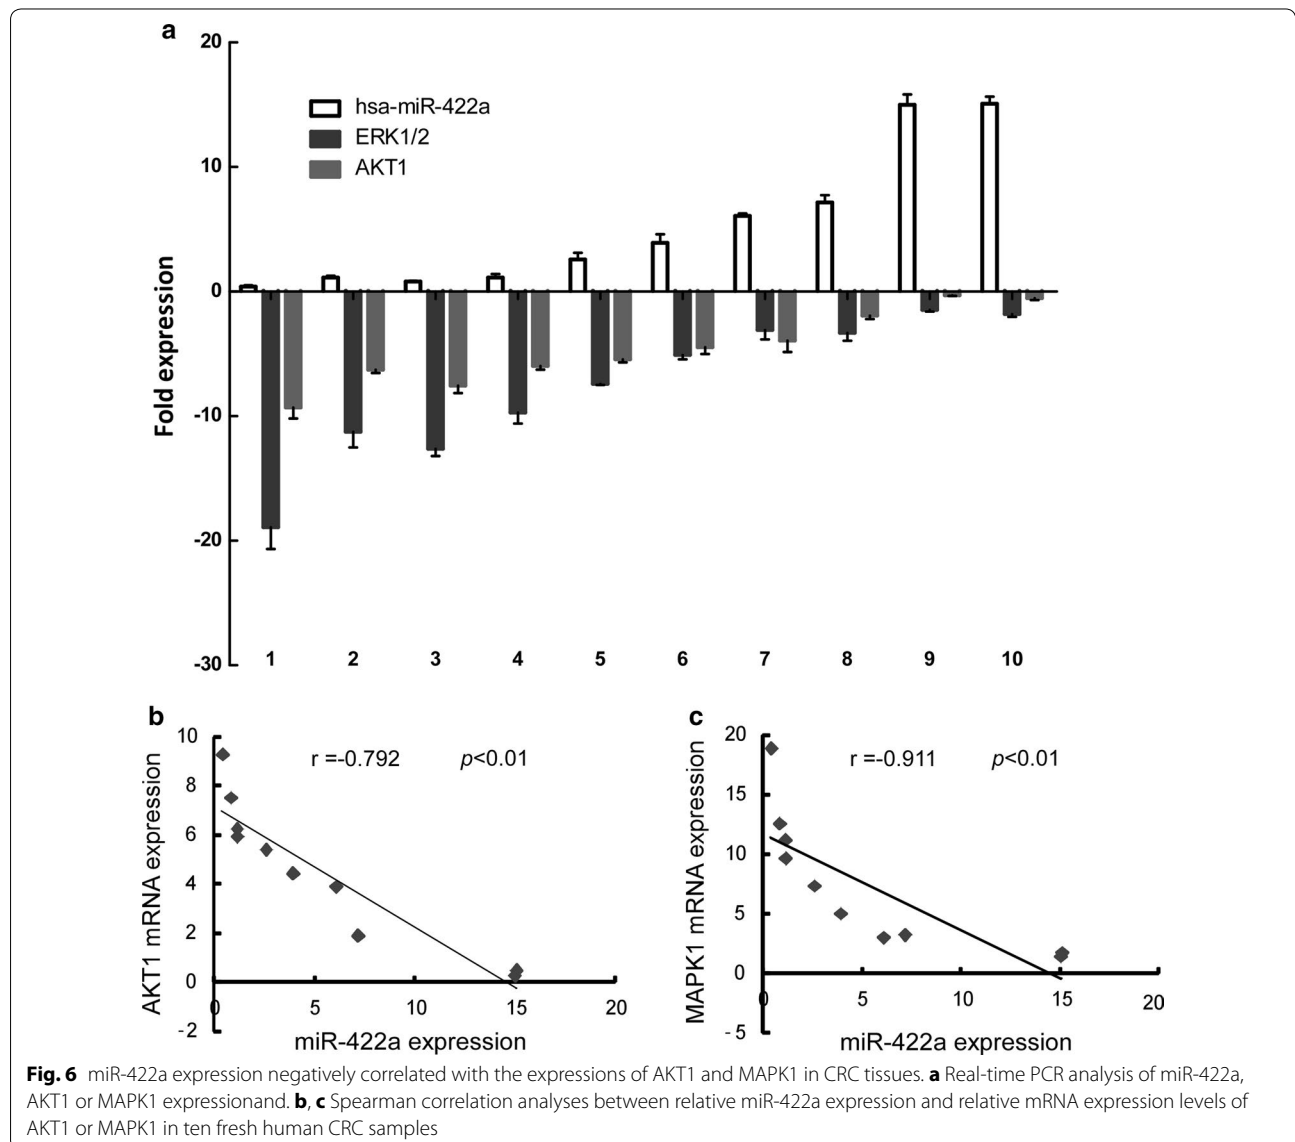 a
20
10
0
-10
-20
-30
Fold expression
hsa-miR-422a
ERK1/2
AKT1
1 2 3 4 5 6 7 8 9 10
b
10
8
6
4
2
0
-2
AKT1 mRNA expression
r =-0.792 p<0.01
0 5 10 15 20
miR-422a expression
c
20
15
10
5
0
-5
MAPK1 mRNA expression
r =-0.911 p<0.01
0 5 10 15 20
miR-422a expression
Fig. 6 miR-422a expression negatively correlated with the expressions of AKT1 and MAPK1 in CRC tissues. a Real-time PCR analysis of miR-422a,
AKT1 or MAPK1 expressionand. b, c Spearman correlation analyses between relative miR-422a expression and relative mRNA expression levels of
AKT1 or MAPK1 in ten fresh human CRC samples